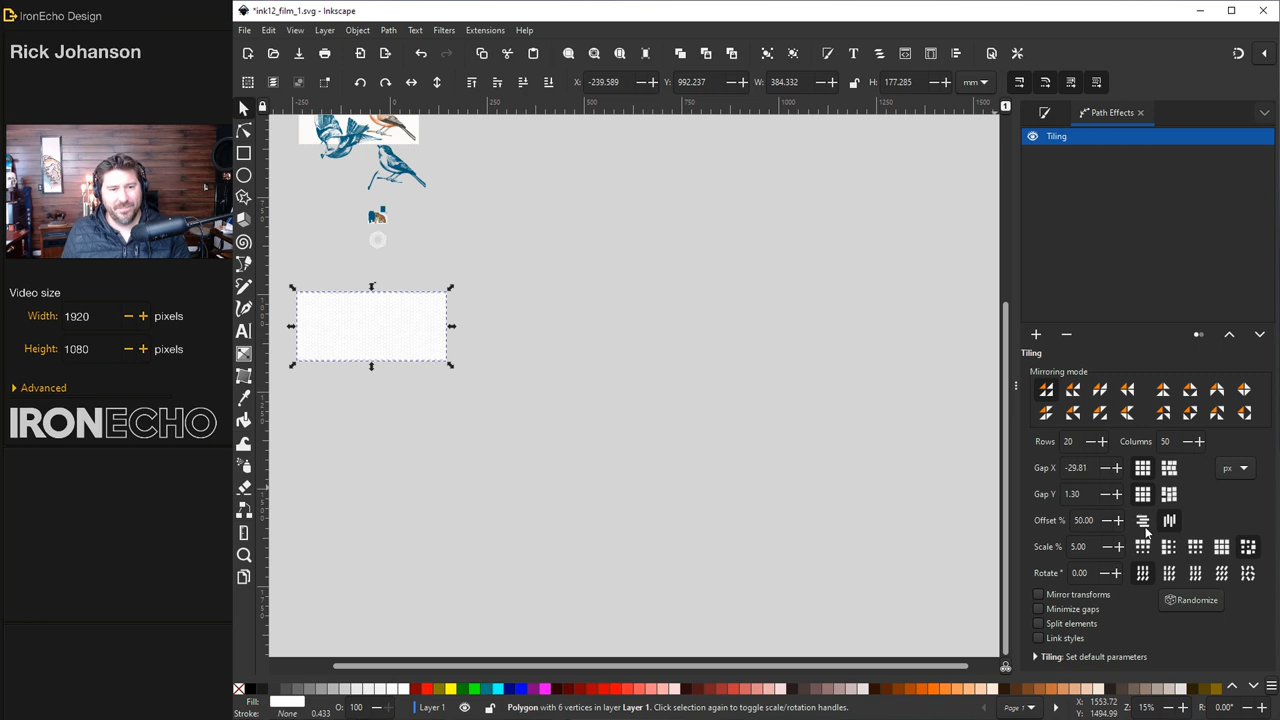 IronEcho Design
Rick Johanson
Video size
Width: 1920 pixels
Height: 1080 pixels
Advanced
IRONECHO
*ink12_film_1.svg - Inkscape
File Edit View Layer Object Path Text Filters Extensions Help
X: -239.589 Y: 992.237 W: 384.332 H: 177.285 mm
Path Effects
Tiling
Tiling
Mirroring mode
Rows 20 Columns 50
Gap X -29.81 px
Gap Y 1.30
Offset % 50.00
Scale % 5.00
Rotate ° 0.00
Mirror transforms
Randomize
Minimize gaps
Split elements
Link styles
Tiling: Set default parameters
Fill:
Stroke: None 0.433
O: 100
Layer 1
Polygon with 6 vertices in layer Layer 1. Click selection again to toggle scale/rotation handles.
Page 1
X: 1553.72
Y: 1494.99
Z: 15%
R: 0.00°